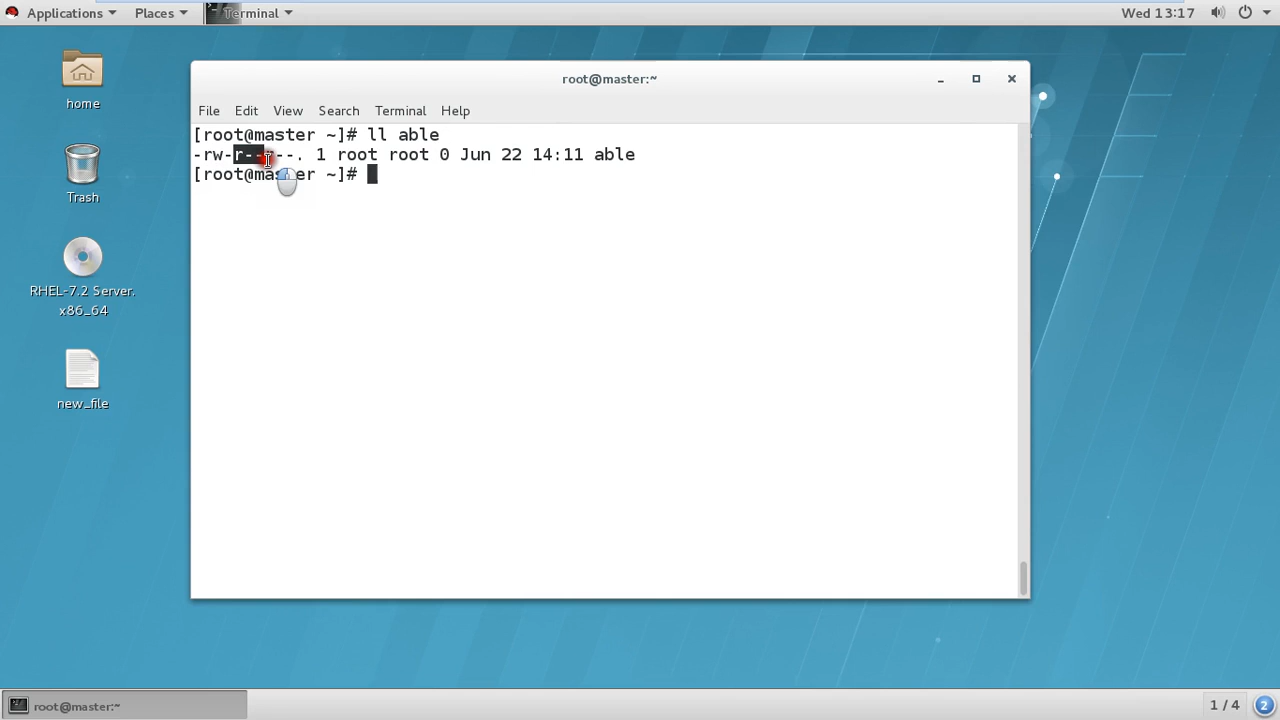 Applications Places Terminal Wed 13:17
home
Trash
RHEL-7.2 Server.
x86_64
new_file
root@master:~
File Edit View Search Terminal Help
[root@master ~]# ll able
-rw-r--r--. 1 root root 0 Jun 22 14:11 able
[root@master ~]#
root@master:~ 1 / 4 2